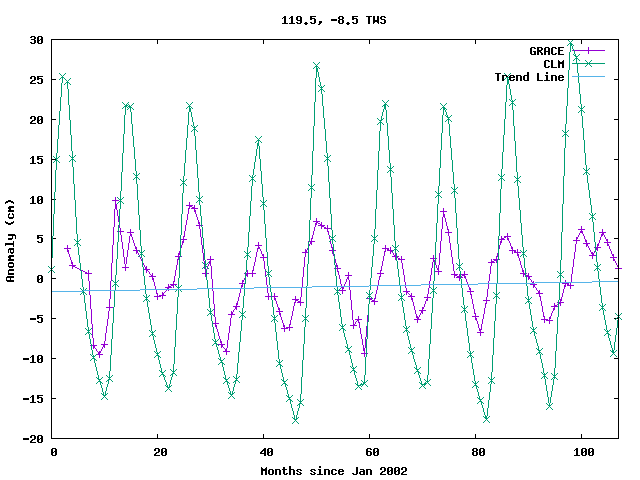 119.5, -8.5 TWS
GRACE
CLM
Trend Line
30
25
20
15
10
5
0
-5
-10
-15
-20
Anomaly (cm)
0 20 40 60 80 100
Months since Jan 2002